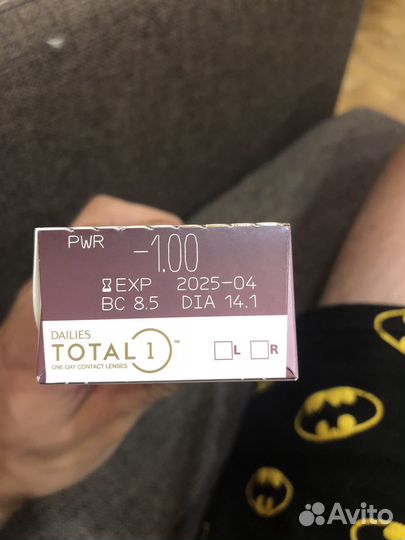 PWR -1.00
EXP 2025-04
BC 8.5 DIA 14.1
DAILIES
TOTAL 1™
ONE-DAY CONTACT LENSES
L R
Avito